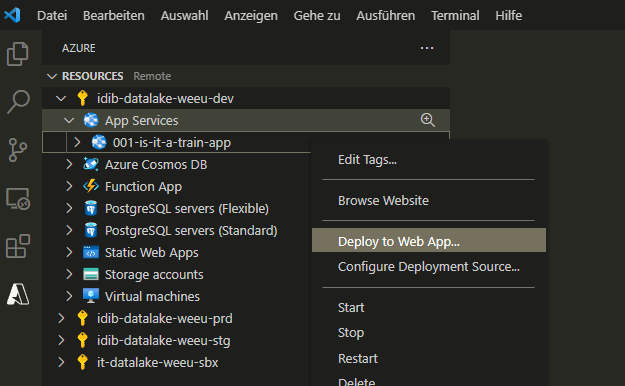 Datei Bearbeiten Auswahl Anzeigen Gehe zu Ausführen Terminal Hilfe
AZURE ...
RESOURCES Remote
idib-datalake-weeu-dev
App Services
001-is-it-a-train-app
Azure Cosmos DB
Function App
PostgreSQL servers (Flexible)
PostgreSQL servers (Standard)
Static Web Apps
Storage accounts
Virtual machines
idib-datalake-weeu-prd
idib-datalake-weeu-stg
it-datalake-weeu-sbx
Edit Tags...
Browse Website
Deploy to Web App...
Configure Deployment Source...
Start
Stop
Restart
Delete